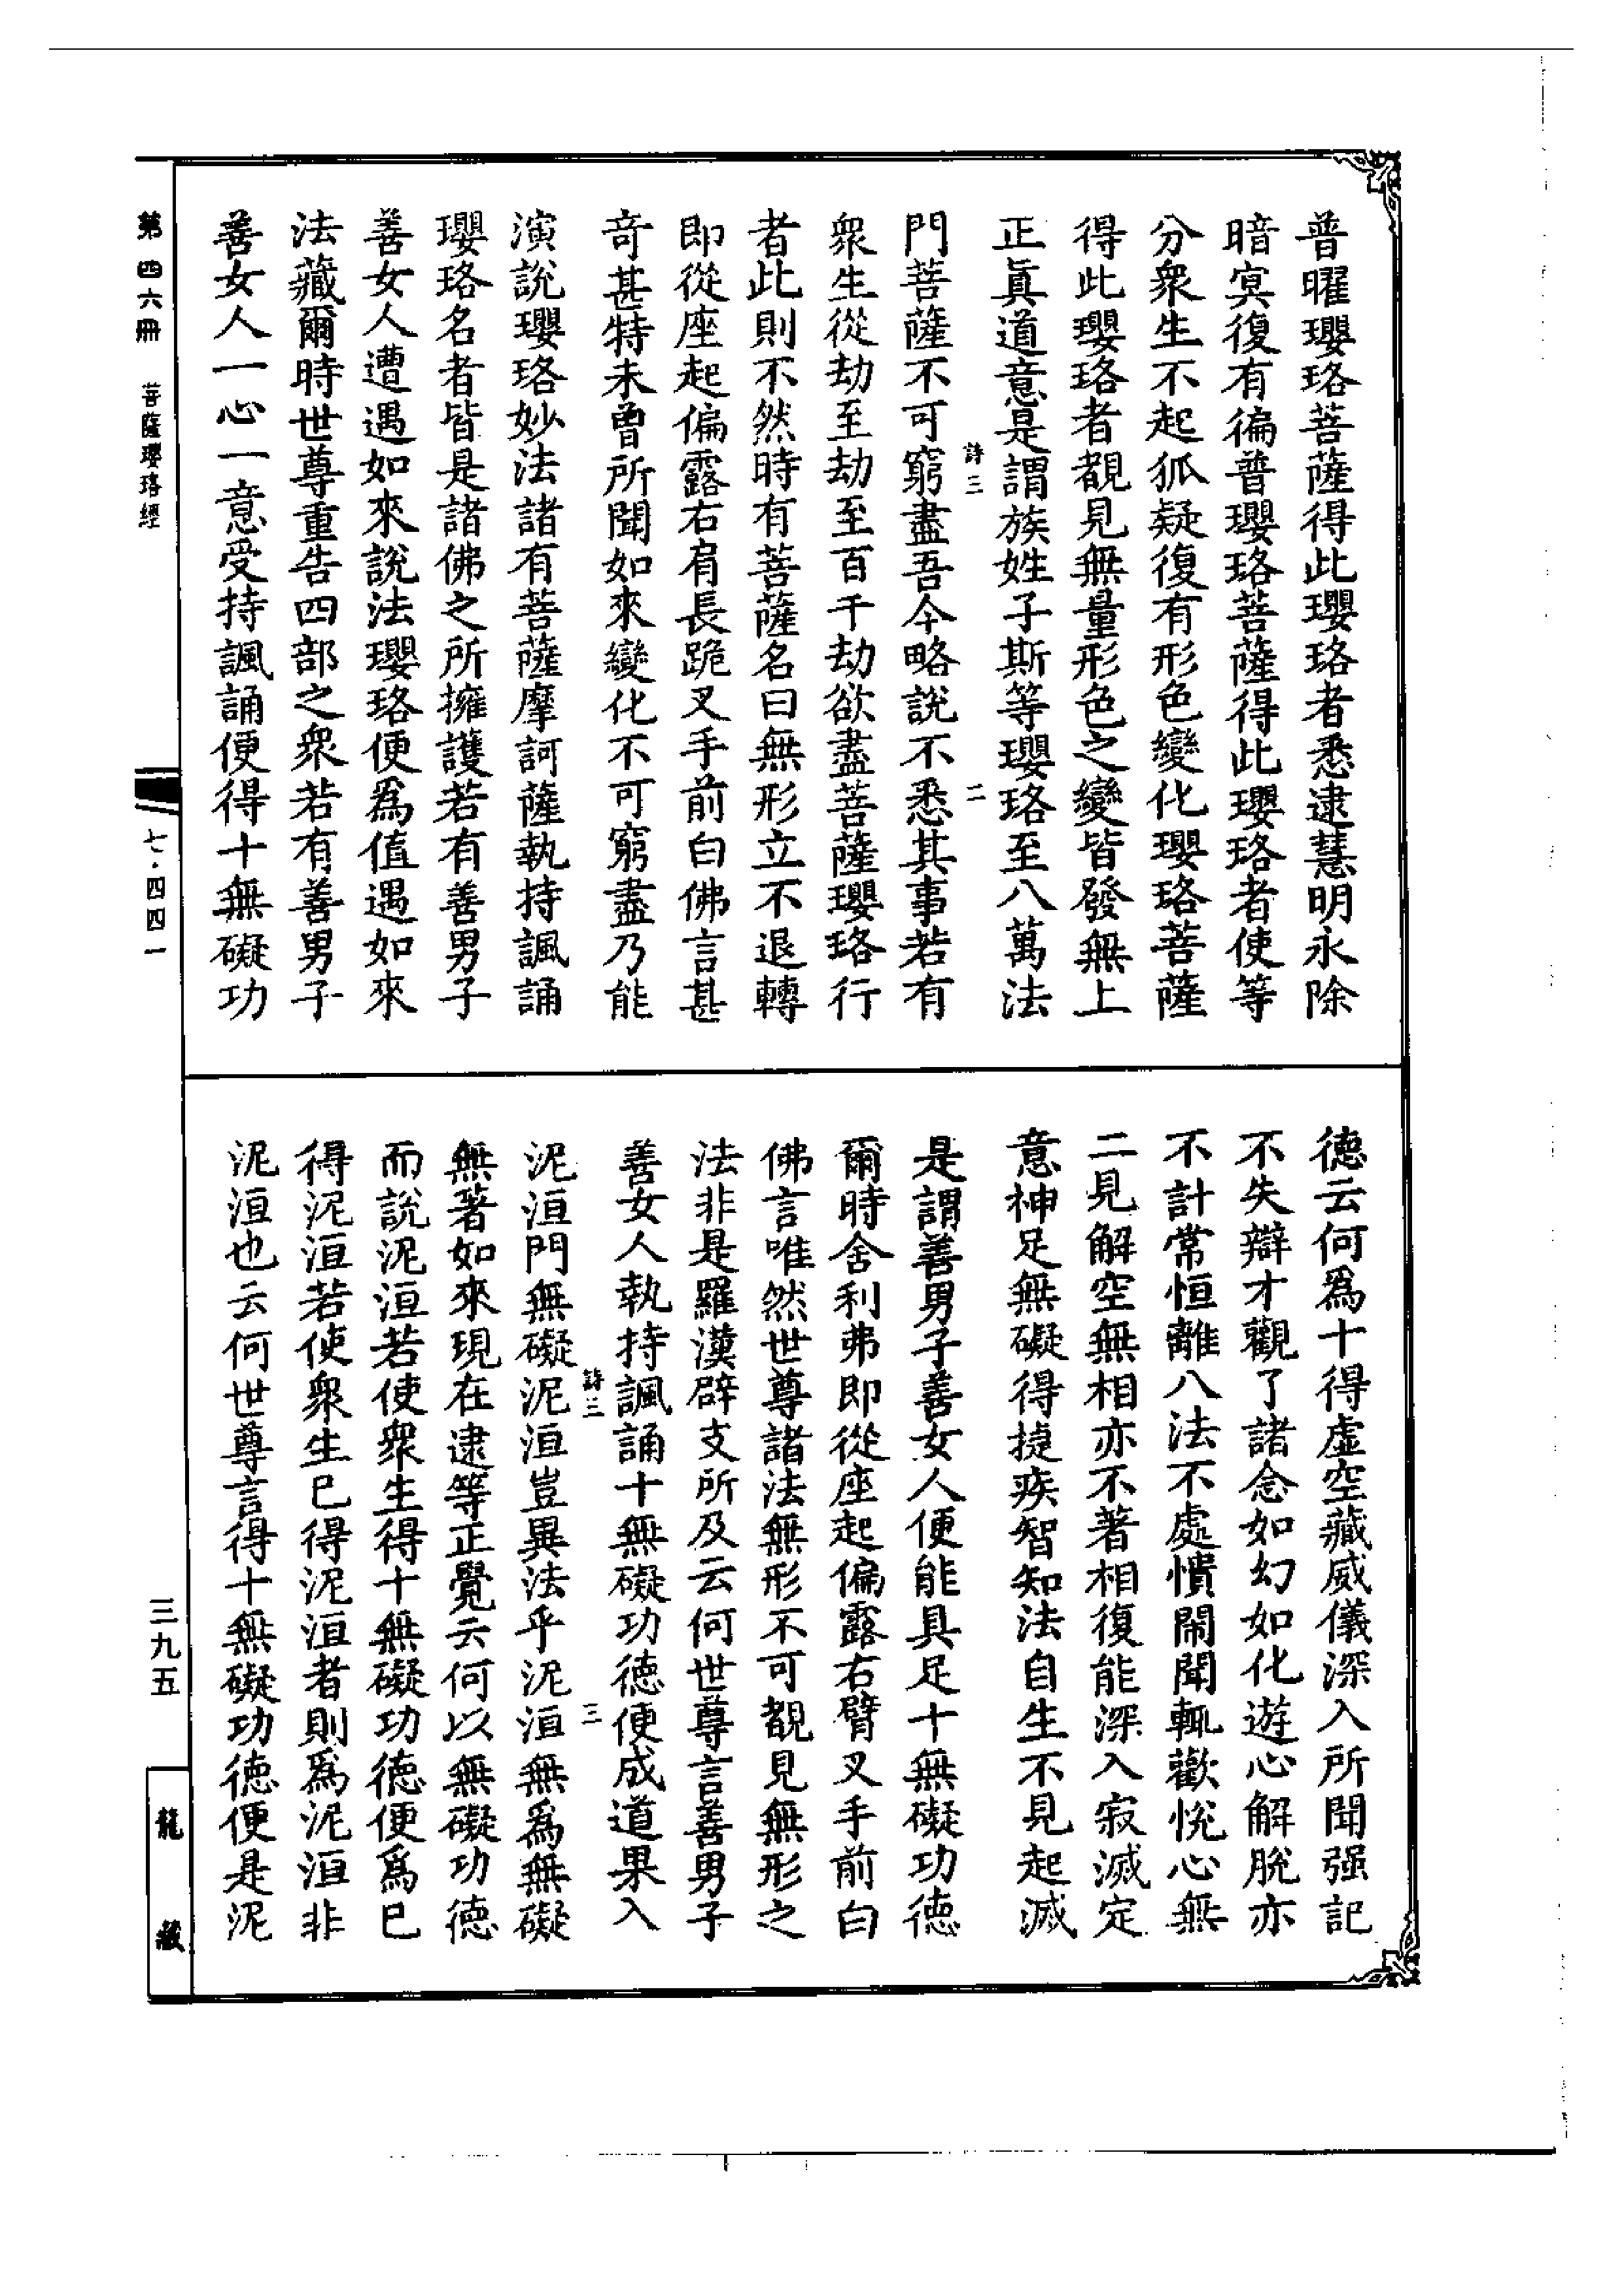 普曜瓔珞菩薩得此瓔珞者悉逮慧明永除
暗冥復有徧普瓔珞菩薩得此瓔珞者使等
分衆生不起狐疑復有形色變化瓔珞菩薩
得此瓔珞者覩見無量形色之變皆發無上
正眞道意是謂族姓子斯等瓔珞至八萬法
詩三 二
門菩薩不可窮盡吾今略說不悉其事若有
衆生從劫至劫至百千劫欲盡菩薩瓔珞行
者此則不然時有菩薩名曰無形立不退轉
即從座起偏露右肩長跪叉手前白佛言甚
奇甚特未曾所聞如來變化不可窮盡乃能
演說瓔珞妙法諸有菩薩摩訶薩執持諷誦
瓔珞名者皆是諸佛之所擁護若有善男子
善女人遭遇如來說法瓔珞便爲值遇如來
法藏爾時世尊重告四部之衆若有善男子
善女人一心一意受持諷誦便得十無礙功
德云何爲十得虛空藏威儀深入所聞强記
不失辯才觀了諸念如幻如化遊心解脫亦
不計常恒離八法不處憒鬧聞輒歡悅心無
二見解空無相亦不著相復能深入寂滅定
意神足無礙得捷疾智知法自生不見起滅
是謂善男子善女人便能具足十無礙功德
爾時舍利弗即從座起偏露右臂叉手前白
佛言唯然世尊諸法無形不可覩見無形之
法非是羅漢辟支所及云何世尊言善男子
善女人執持諷誦十無礙功德便成道果入
詩三 三
泥洹門無礙泥洹豈異法乎泥洹無爲無礙
無著如來現在逮等正覺云何以無礙功德
而說泥洹若使衆生得十無礙功德便爲已
得泥洹若使衆生已得泥洹者則爲泥洹非
泥洹也云何世尊言得十無礙功德便是泥
第四六冊 菩薩瓔珞經
七·四四一
三九五
龍藏